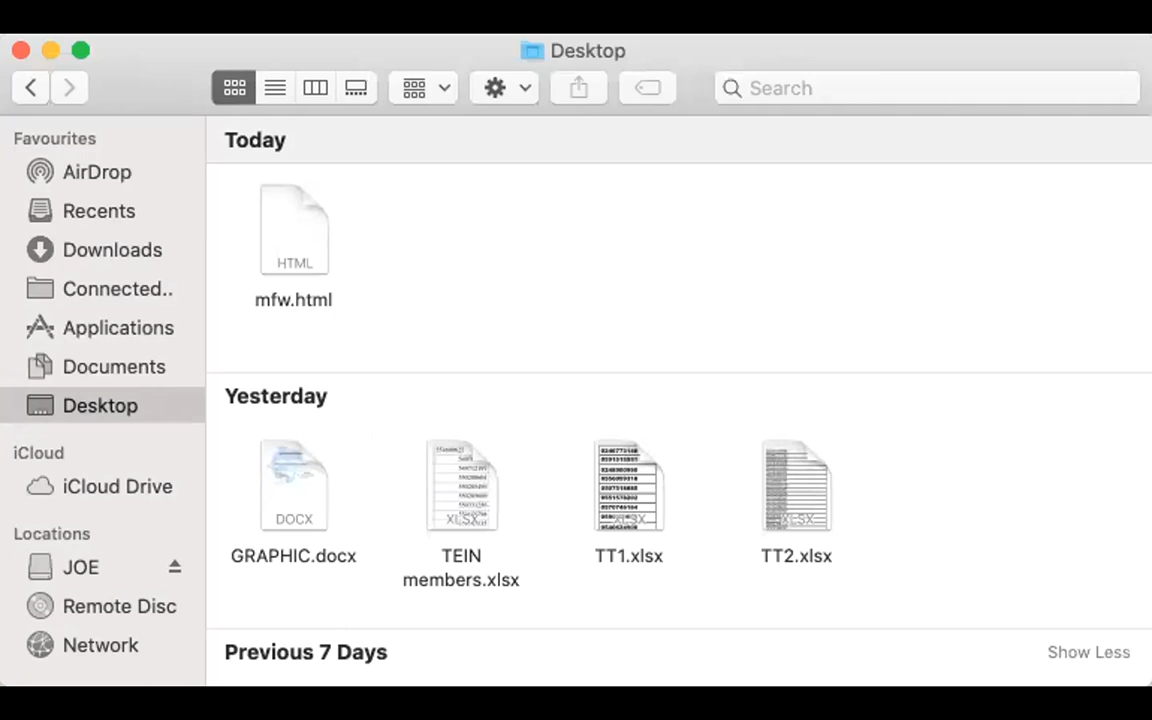 Desktop
Search
Favourites
AirDrop
Recents
Downloads
Connected..
Applications
Documents
Desktop
iCloud
iCloud Drive
Locations
JOE
Remote Disc
Network
Today
HTML
mfw.html
Yesterday
DOCX
GRAPHIC.docx
XLSX
TEIN
members.xlsx
XLSX
TT1.xlsx
XLSX
TT2.xlsx
Previous 7 Days
Show Less